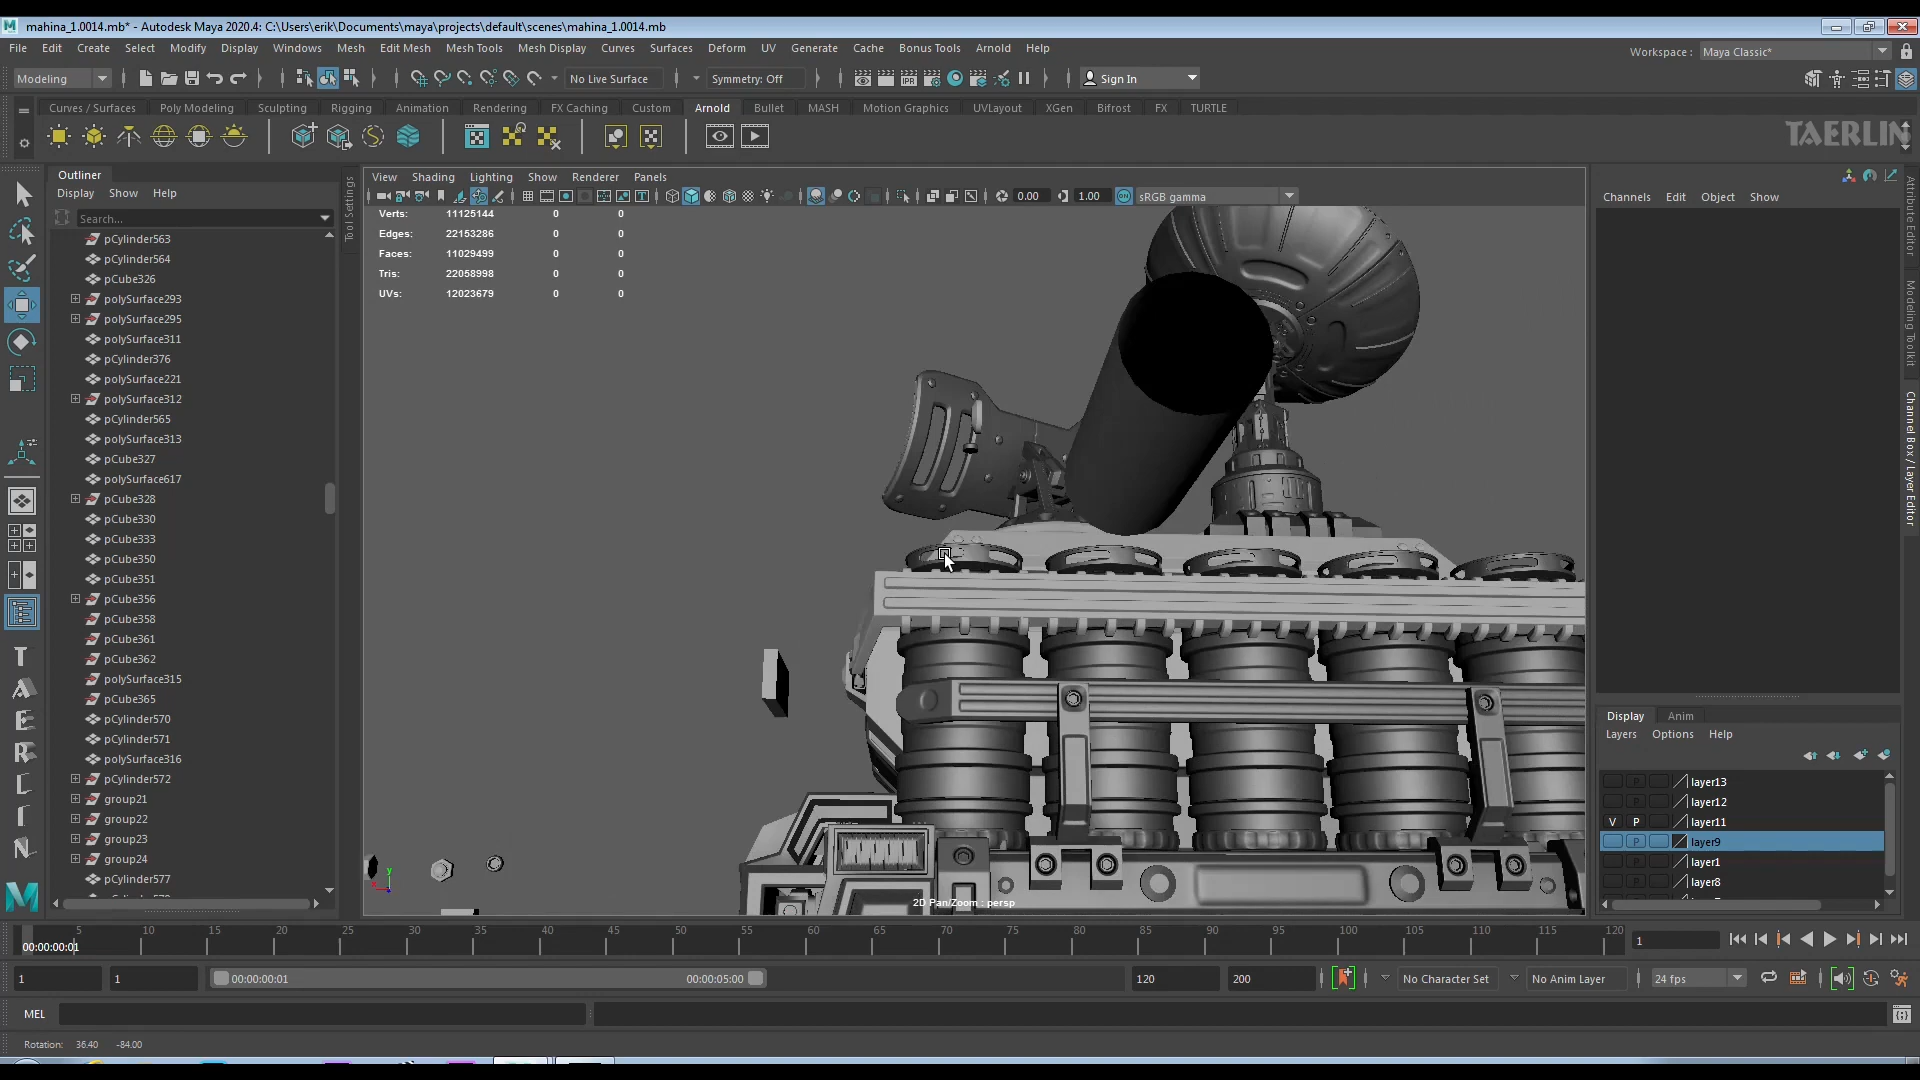 mahina_1.0014.mb* - Autodesk Maya 2020.4: C:\Users\erik\Documents\maya\projects\default\scenes\mahina_1.0014.mb
File Edit Create Select Modify Display Windows Mesh Edit Mesh Mesh Tools Mesh Display Curves Surfaces Deform UV Generate Cache Bonus Tools Arnold Help
Workspace : Maya Classic*
Modeling
No Live Surface
Symmetry: Off
IPR
Sign In
Curves / Surfaces Poly Modeling Sculpting Rigging Animation Rendering FX Caching Custom Arnold Bullet MASH Motion Graphics UVLayout XGen Bifrost FX TURTLE
TAERLIN
Outliner
Display Show Help
Search...
pCylinder563
pCylinder564
pCube326
polySurface293
polySurface295
polySurface311
pCylinder376
polySurface221
polySurface312
pCylinder565
polySurface313
pCube327
polySurface617
pCube328
pCube330
pCube333
pCube350
pCube351
pCube356
pCube358
pCube361
pCube362
polySurface315
pCube365
pCylinder570
pCylinder571
polySurface316
pCylinder572
group21
group22
group23
group24
pCylinder577
Tool Settings
View Shading Lighting Show Renderer Panels
0.00 1.00 sRGB gamma
Verts: 11125144 0 0
Edges: 22153286 0 0
Faces: 11029499 0 0
Tris: 22058998 0 0
UVs: 12023679 0 0
2D Pan/Zoom : persp
Channels Edit Object Show
Attribute Editor
Modeling Toolkit
Channel Box / Layer Editor
Display Anim
Layers Options Help
P layer13
P layer12
V P layer11
P layer9
P layer1
P layer8
5 10 15 20 25 30 35 40 45 50 55 60 65 70 75 80 85 90 95 100 105 110 115 120
00:00:00:01
1
1 1 00:00:00:01 00:00:05:00 120 200 No Character Set No Anim Layer 24 fps
MEL
Rotation: 36.40 -84.00